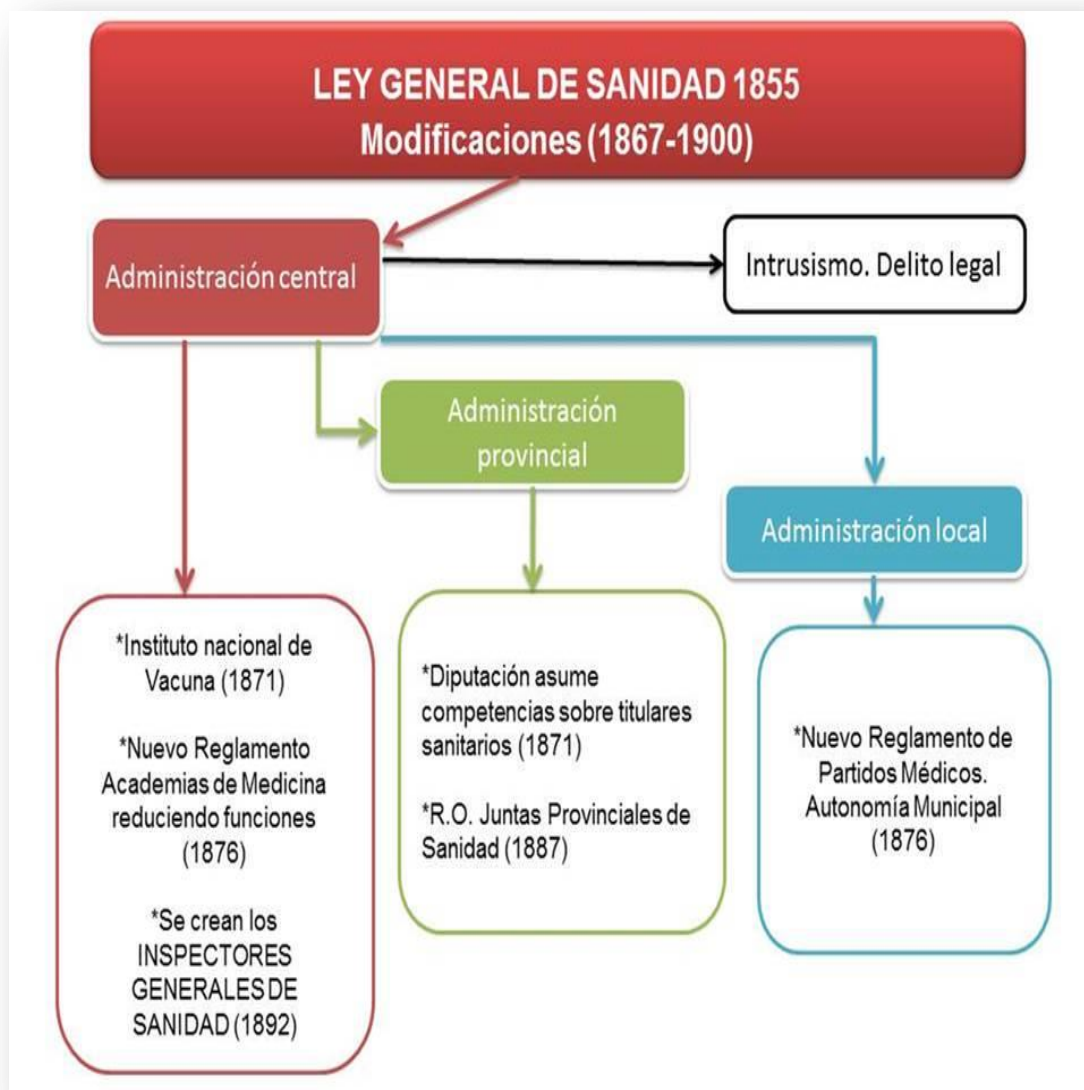 LEY GENERAL DE SANIDAD 1855
Modificaciones (1867-1900)
Administración central
Intrusismo. Delito legal
Administración
provincial
Administración local
*Instituto nacional de
Vacuna (1871)
*Nuevo Reglamento
Academias de Medicina
reduciendo funciones
(1876)
*Se crean los
INSPECTORES
GENERALES DE
SANIDAD (1892)
*Diputación asume
competencias sobre titulares
sanitarios (1871)
*R.O. Juntas Provinciales de
Sanidad (1887)
*Nuevo Reglamento de
Partidos Médicos.
Autonomía Municipal
(1876)